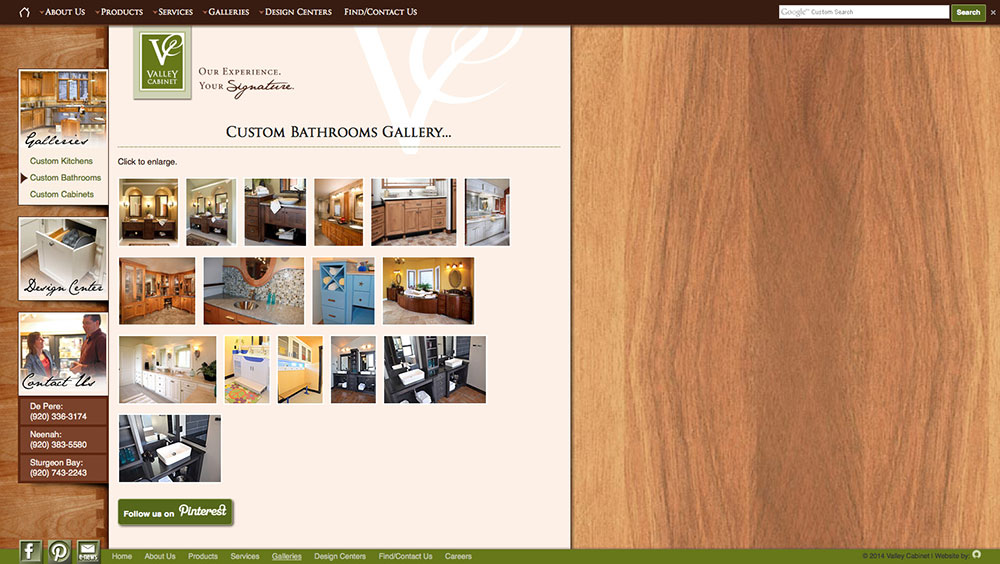 About Us Products Services Galleries Design Centers Find/Contact Us
Google™ Custom Search Search ×
Valley
Cabinet
Our Experience.
Your Signature.
Custom Bathrooms Gallery...
Click to enlarge.
Galleries
Custom Kitchens
Custom Bathrooms
Custom Cabinets
Design Center
Contact Us
De Pere:
(920) 336-3174
Neenah:
(920) 383-5580
Sturgeon Bay:
(920) 743-2243
Follow us on Pinterest
e-news
Home About Us Products Services Galleries Design Centers Find/Contact Us Careers
© 2014 Valley Cabinet | Website by: